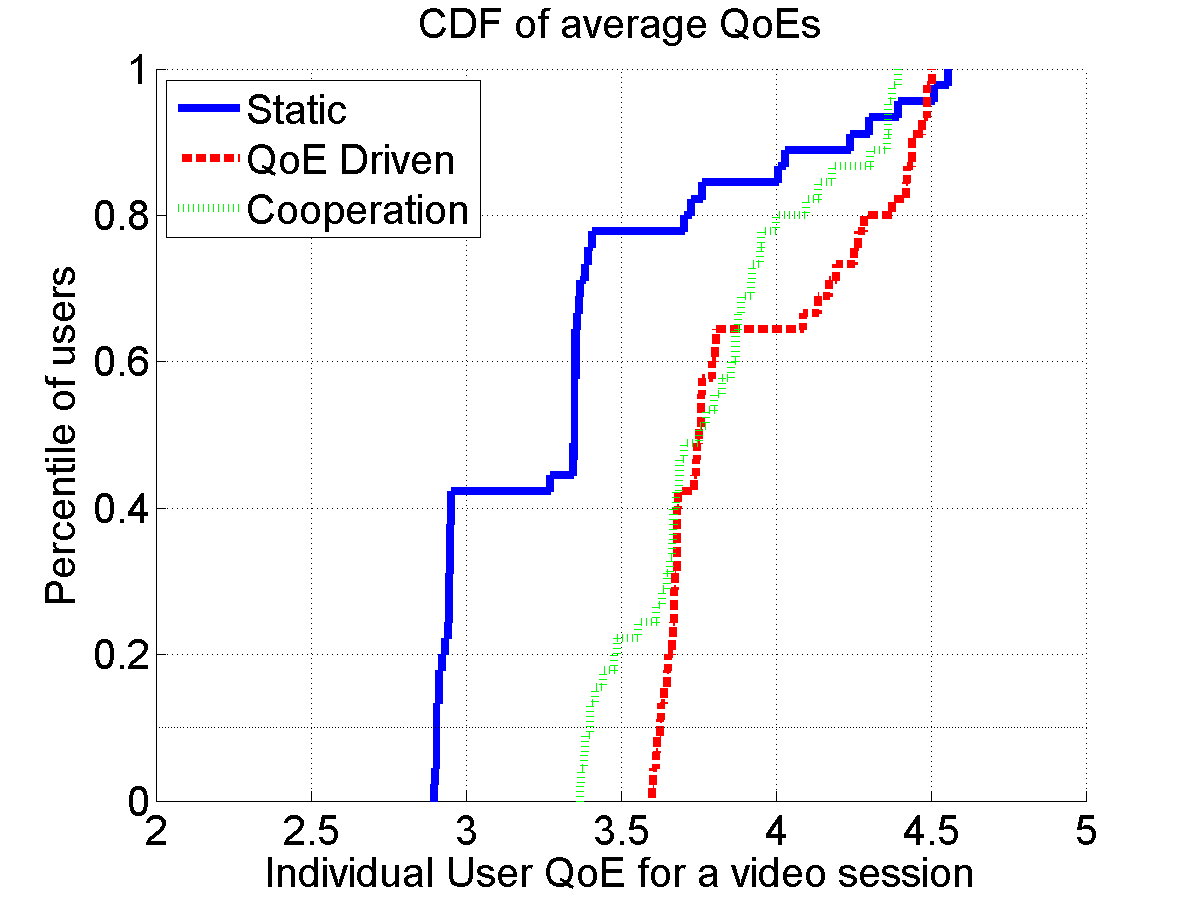 CDF of average QoEs
Static
QoE Driven
Cooperation
Percentile of users
1
0.8
0.6
0.4
0.2
0
2
2.5
3
3.5
4
4.5
5
Individual User QoE for a video session